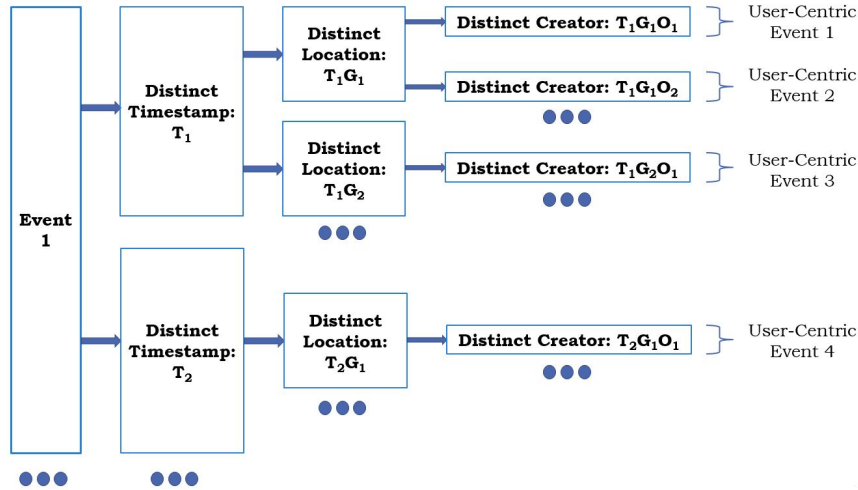 Event
1
Distinct
Timestamp:
T₁
Distinct
Location:
T₁G₁
Distinct Creator: T₁G₁O₁
User-Centric
Event 1
Distinct Creator: T₁G₁O₂
User-Centric
Event 2
Distinct
Location:
T₁G₂
Distinct Creator: T₁G₂O₁
User-Centric
Event 3
Distinct
Timestamp:
T₂
Distinct
Location:
T₂G₁
Distinct Creator: T₂G₁O₁
User-Centric
Event 4